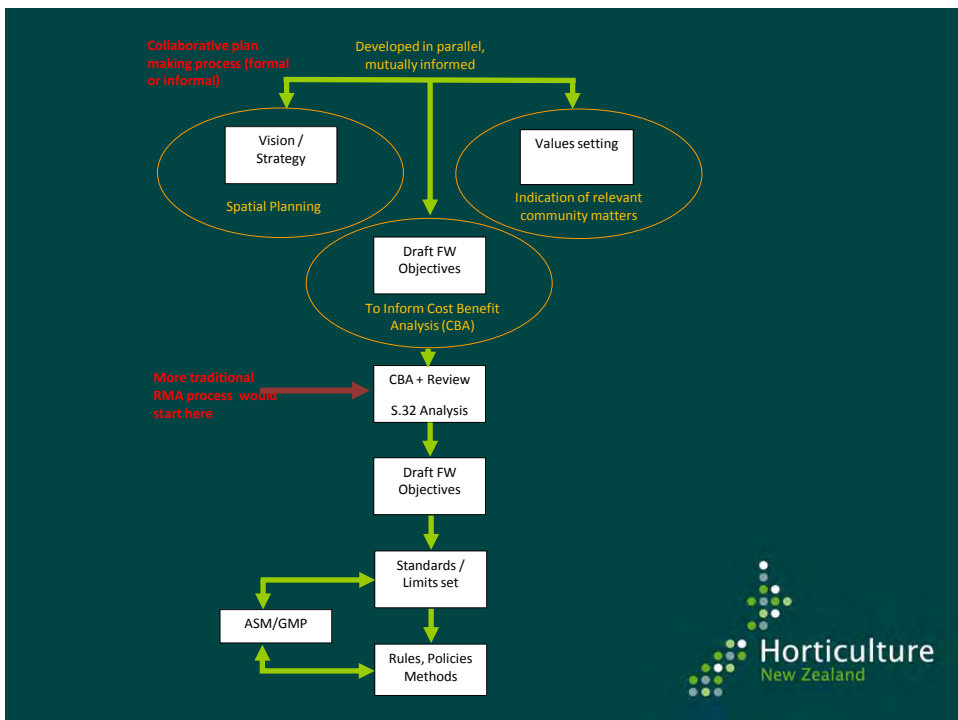 Collaborative plan
making process (formal
or informal)
Developed in parallel,
mutually informed
Vision /
Strategy
Spatial Planning
Values setting
Indication of relevant
community matters
Draft FW
Objectives
To Inform Cost Benefit
Analysis (CBA)
More traditional
RMA process would
start here
CBA + Review
S.32 Analysis
Draft FW
Objectives
Standards /
Limits set
ASM/GMP
Rules, Policies
Methods
Horticulture
New Zealand